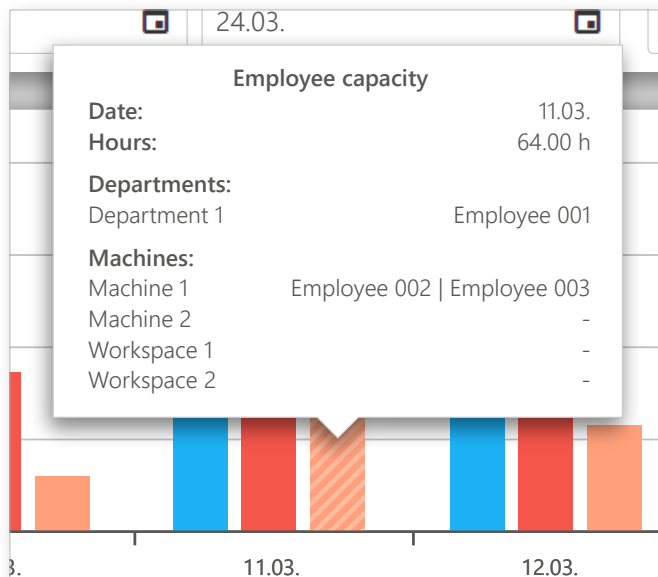 24.03.
Employee capacity
Date: 11.03.
Hours: 64.00 h
Departments:
Department 1 Employee 001
Machines:
Machine 1 Employee 002 | Employee 003
Machine 2 -
Workspace 1 -
Workspace 2 -
3. 11.03. 12.03.